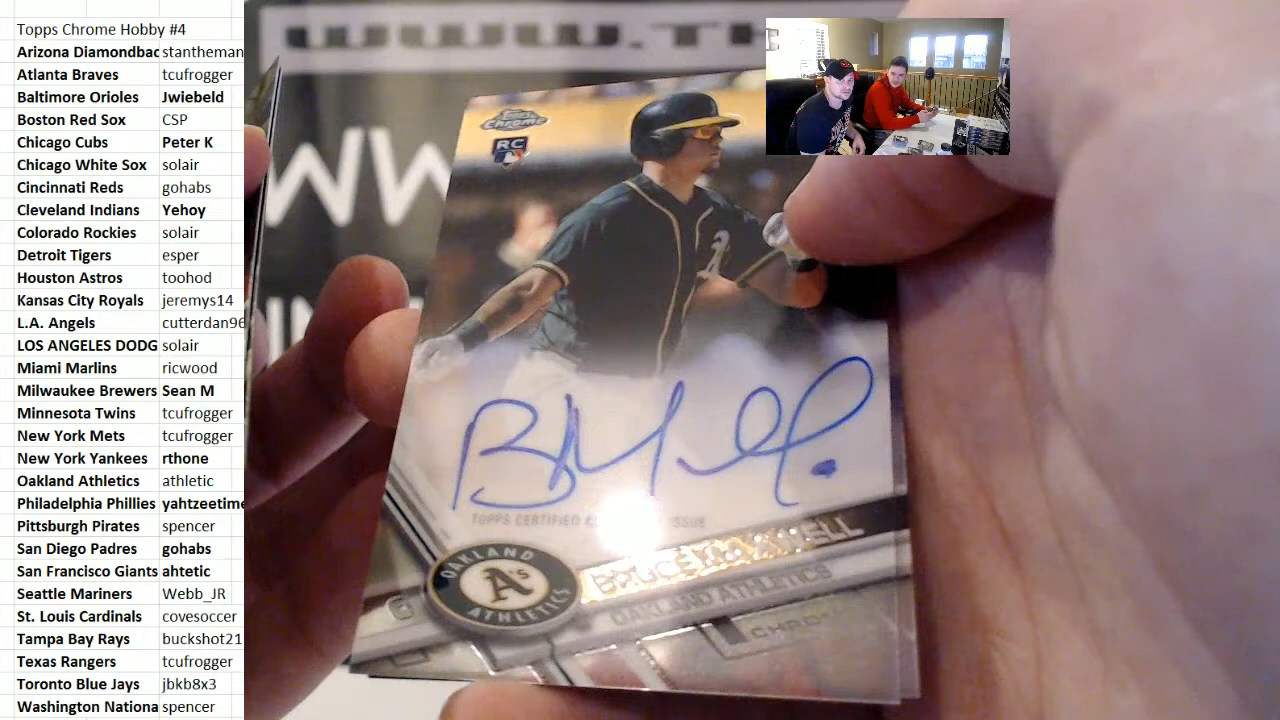 Topps Chrome Hobby #4
Arizona Diamondbac stantheman
Atlanta Braves tcufrogger
Baltimore Orioles Jwiebeld
Boston Red Sox CSP
Chicago Cubs Peter K
Chicago White Sox solair
Cincinnati Reds gohabs
Cleveland Indians Yehoy
Colorado Rockies solair
Detroit Tigers esper
Houston Astros toohod
Kansas City Royals jeremys14
L.A. Angels cutterdan96
LOS ANGELES DODG solair
Miami Marlins ricwood
Milwaukee Brewers Sean M
Minnesota Twins tcufrogger
New York Mets tcufrogger
New York Yankees rthone
Oakland Athletics athletic
Philadelphia Phillies yahtzeetime
Pittsburgh Pirates spencer
San Diego Padres gohabs
San Francisco Giants ahtetic
Seattle Mariners Webb_JR
St. Louis Cardinals covesoccer
Tampa Bay Rays buckshot21
Texas Rangers tcufrogger
Toronto Blue Jays jbkb8x3
Washington Nationa spencer
Topps
Chrome
RC
TOPPS CERTIFIED ISSUE
BRUCE MAXWELL
OAKLAND ATHLETICS
OAKLAND
A's
ATHLETICS